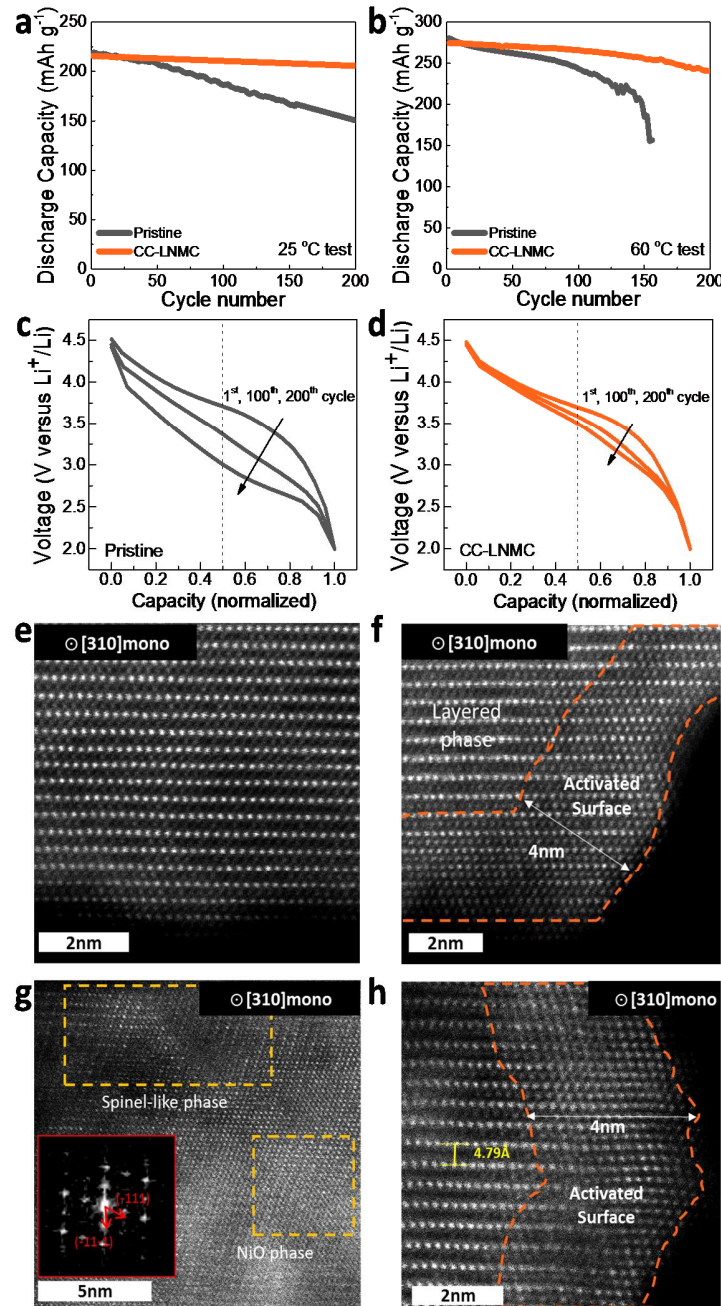 a
Discharge Capacity (mAh g⁻¹)
250
200
150
100
50
0
Pristine
CC-LNMC
25 °C test
0 50 100 150 200
Cycle number
b
Discharge Capacity (mAh g⁻¹)
300
250
200
150
100
50
0
Pristine
CC-LNMC
60 °C test
0 50 100 150 200
Cycle number
c
Voltage (V versus Li⁺/Li)
4.5
4.0
3.5
3.0
2.5
2.0
1ˢᵗ, 100ᵗʰ, 200ᵗʰ cycle
Pristine
0.0 0.2 0.4 0.6 0.8 1.0
Capacity (normalized)
d
Voltage (V versus Li⁺/Li)
4.5
4.0
3.5
3.0
2.5
2.0
1ˢᵗ, 100ᵗʰ, 200ᵗʰ cycle
CC-LNMC
0.0 0.2 0.4 0.6 0.8 1.0
Capacity (normalized)
e
⊙[310]mono
2nm
f
⊙[310]mono
Layered
phase
Activated
Surface
4nm
2nm
g
⊙[310]mono
Spinel-like phase
(-111)
NiO phase
5nm
h
⊙[310]mono
4nm
4.79Å
Activated
Surface
2nm